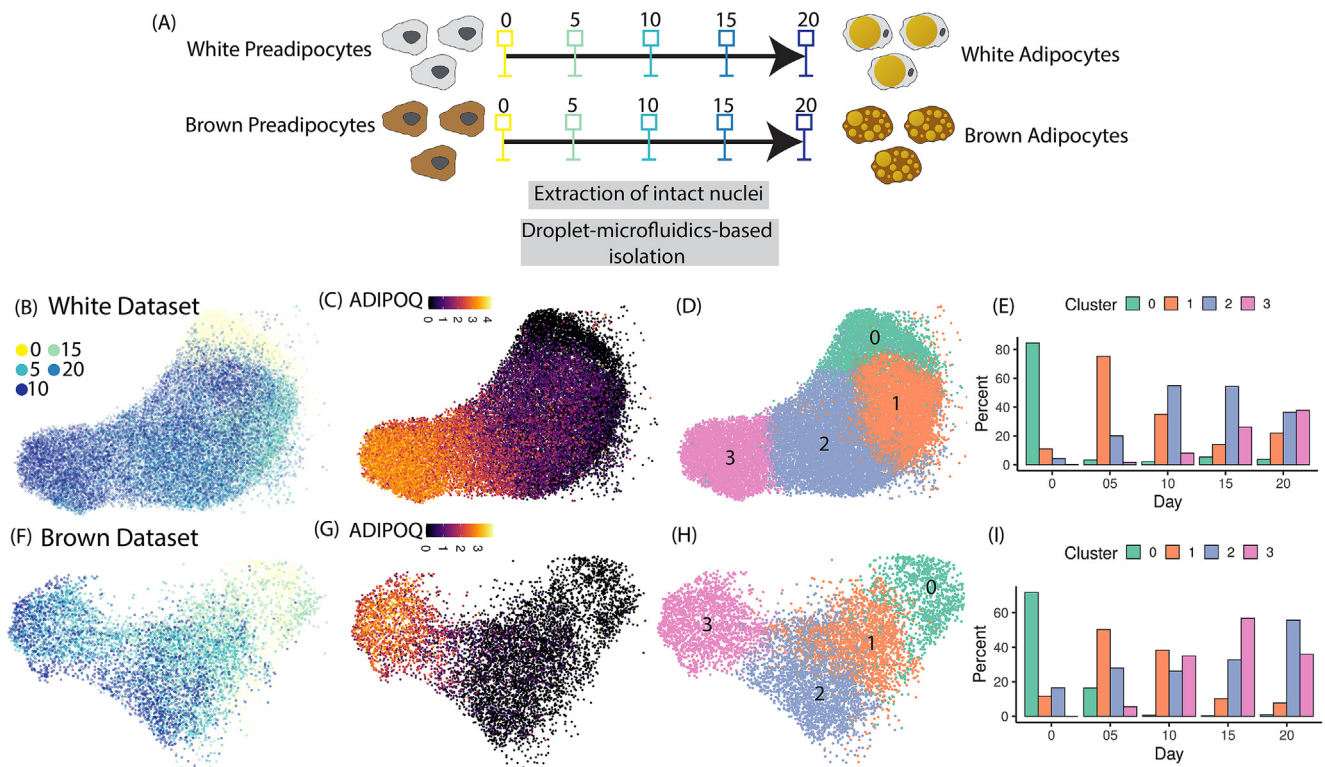 (A)
0 5 10 15 20
White Preadipocytes
White Adipocytes
0 5 10 15 20
Brown Preadipocytes
Brown Adipocytes
Extraction of intact nuclei
Droplet-microfluidics-based
isolation
(B) White Dataset
0 15
5 20
10
(C) ADIPOQ
0 1 2 3 4
(D)
0
1
2
3
(E)
Cluster 0 1 2 3
Percent
80
60
40
20
0
0 05 10 15 20
Day
(F) Brown Dataset
(G) ADIPOQ
0 1 2 3
(H)
0
1
2
3
(I)
Cluster 0 1 2 3
Percent
60
40
20
0
0 05 10 15 20
Day